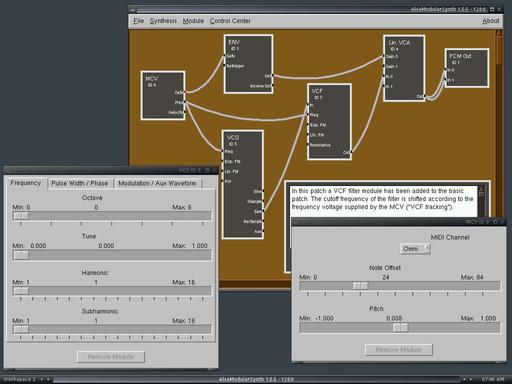 AlsaModularSynth 1.5.5 - 128:0
File Synthesis Module Control Center About
ENV
ID 3
Gate
Retrigger
Out
Inverse Out
Lin. VCA
ID 4
Gain 0
Gain 1
In 0
In 1
Out
PCM Out
ID 1
In 0
In 1
MCV
ID 9
Gate
Freq
Velocity
VCF
ID 7
In
Freq
Exp. FM
Lin. FM
Resonance
Out
VCO
ID 5
Freq
Exp. FM
Lin. FM
PW
Sine
Triangle
Saw
Rectangle
Aux
VCO ID 5
Frequency Pulse Width / Phase Modulation / Aux Waveform
Octave
Min: 0 0 Max: 6
Tune
Min: 0.000 0.000 Max: 1.000
Harmonic
Min: 1 1 Max: 16
Subharmonic
Min: 1 1 Max: 16
Remove Module
In this patch a VCF filter module has been added to the basic
patch. The cutoff frequency of the filter is shifted according to the
frequency voltage supplied by the MCV ("VCF tracking").
MCV ID 9
MIDI Channel
Omni
Note Offset
Min: 0 24 Max: 84
Pitch
Min: -1.000 0.008 Max: 1.000
Remove Module
AlsaModularSynth 1.5.5 - 128:0
07:46 AM